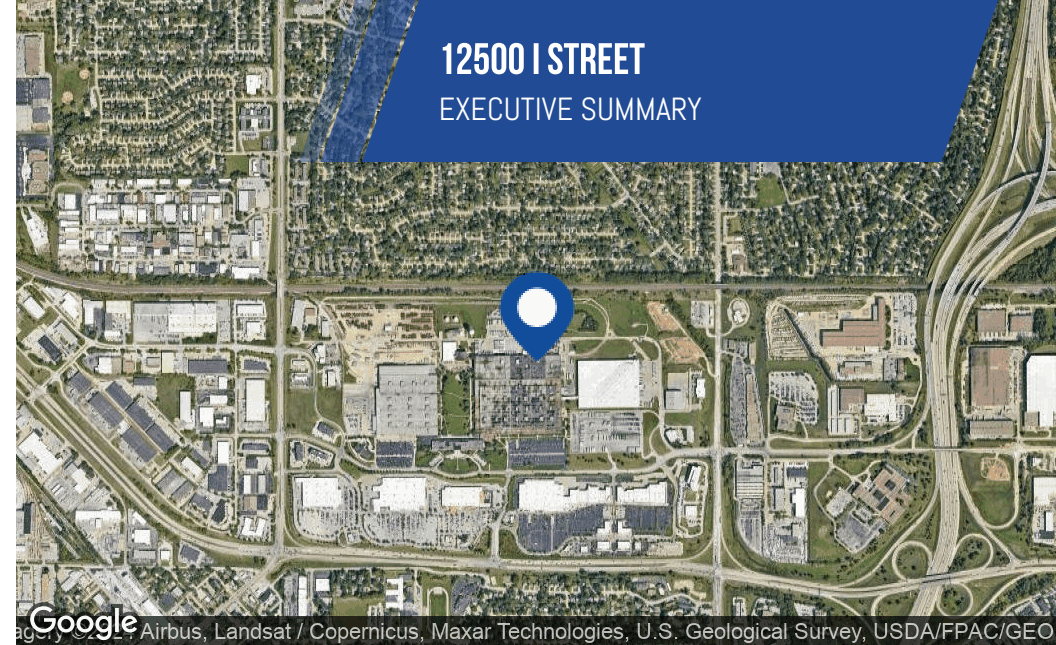 12500 I STREET
EXECUTIVE SUMMARY
Google
Airbus, Landsat / Copernicus, Maxar Technologies, U.S. Geological Survey, USDA/FPAC/GEO